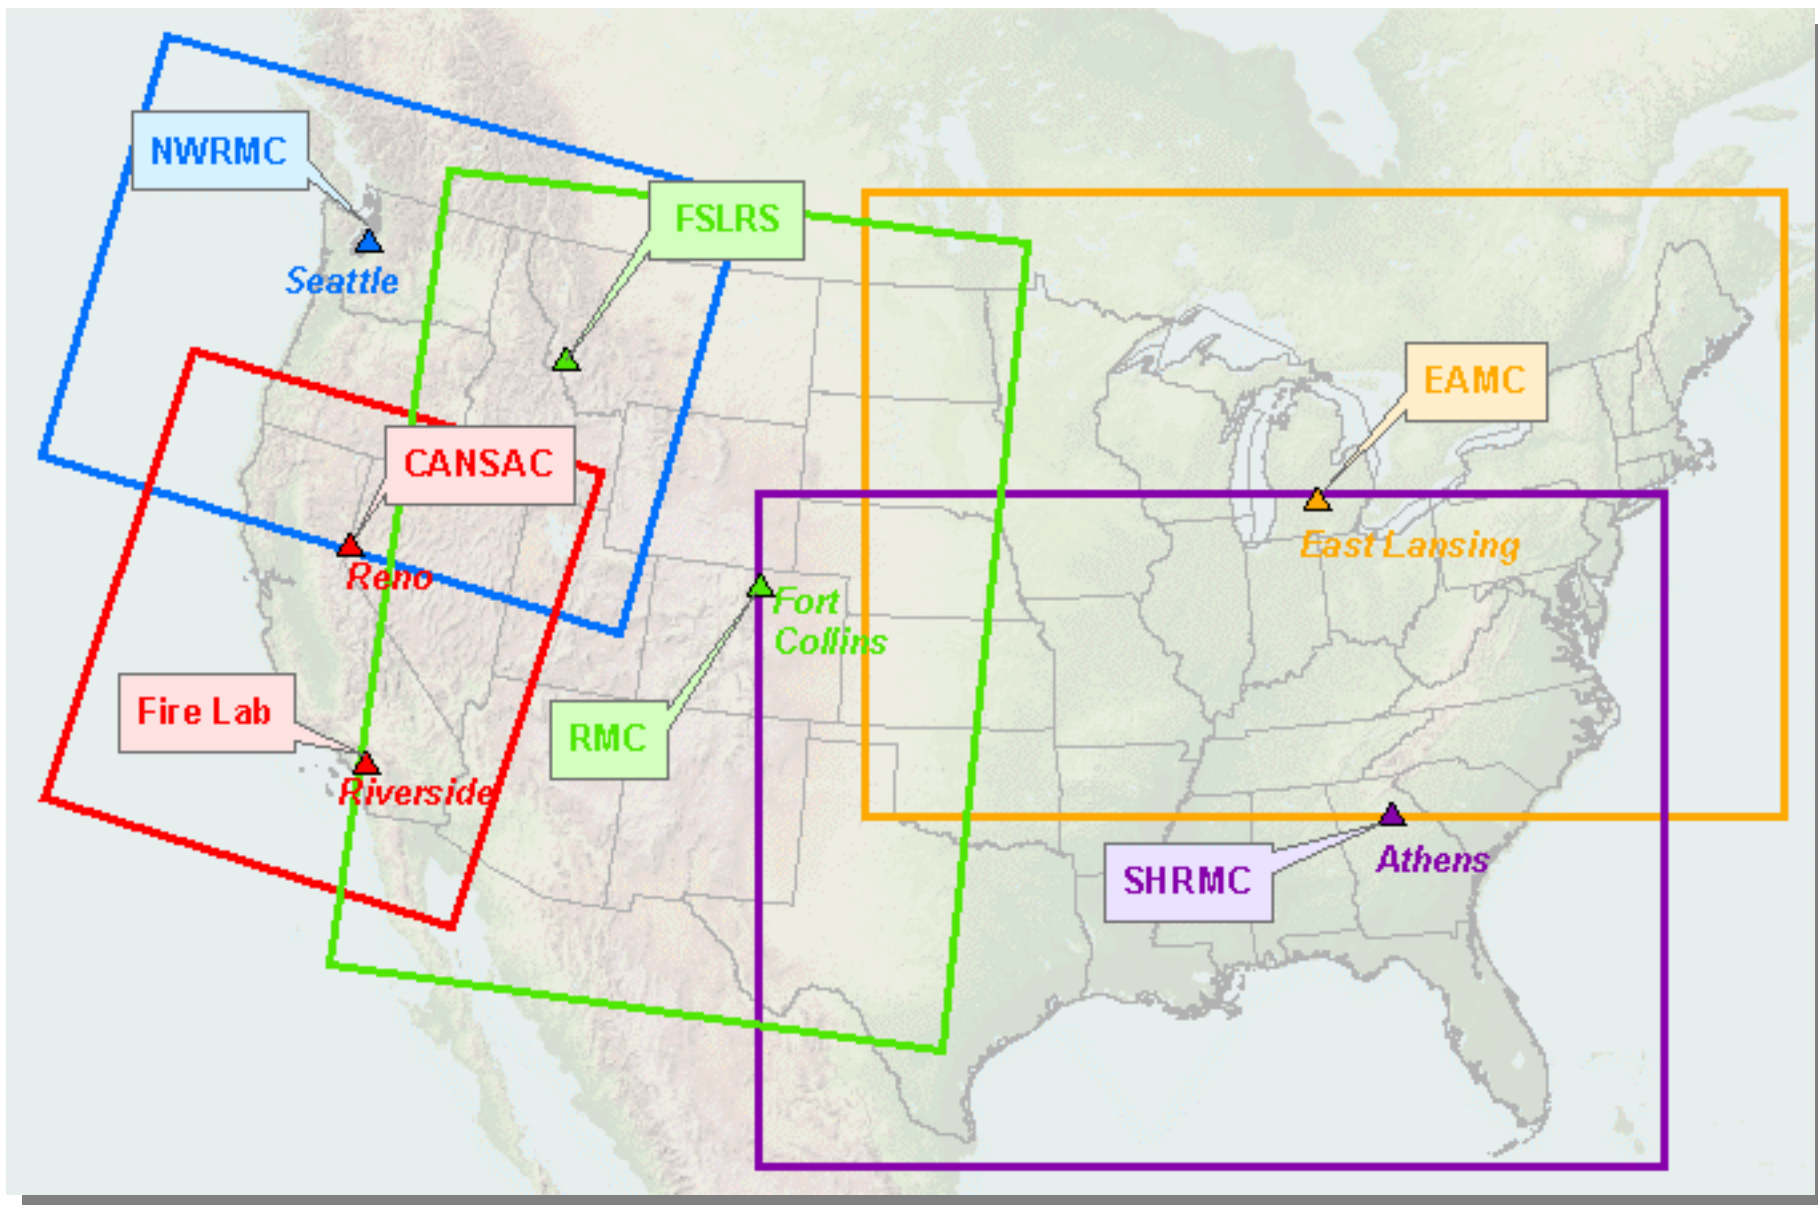 NWRMC
FSLRS
Seattle
EAMC
CANSAC
East Lansing
Reno
Fort
Collins
Fire Lab
RMC
Riverside
SHRMC
Athens